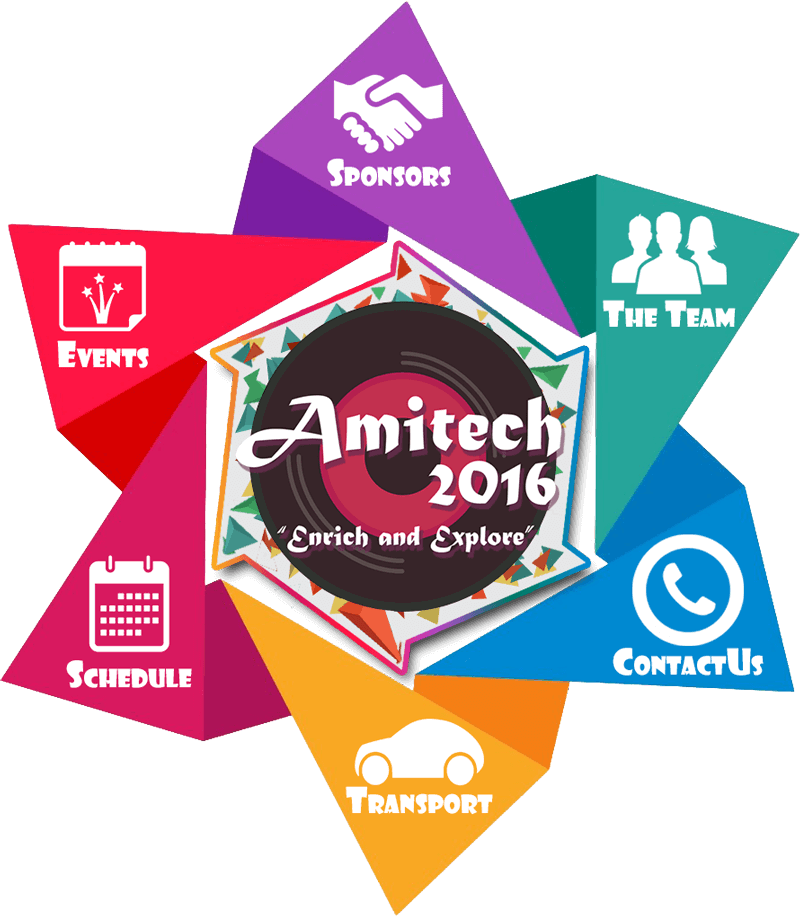 Sponsors
The Team
Events
Amitech
2016
"Enrich and Explore"
Schedule
ContactUs
Transport